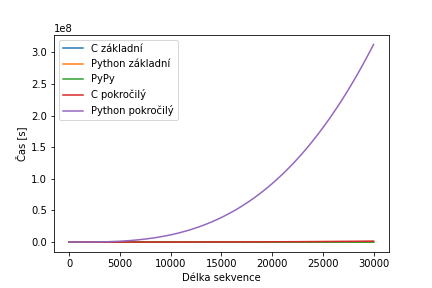 1e8
3.0
2.5
2.0
1.5
1.0
0.5
0.0
Čas [s]
C základní
Python základní
PyPy
C pokročilý
Python pokročilý
0 5000 10000 15000 20000 25000 30000
Délka sekvence